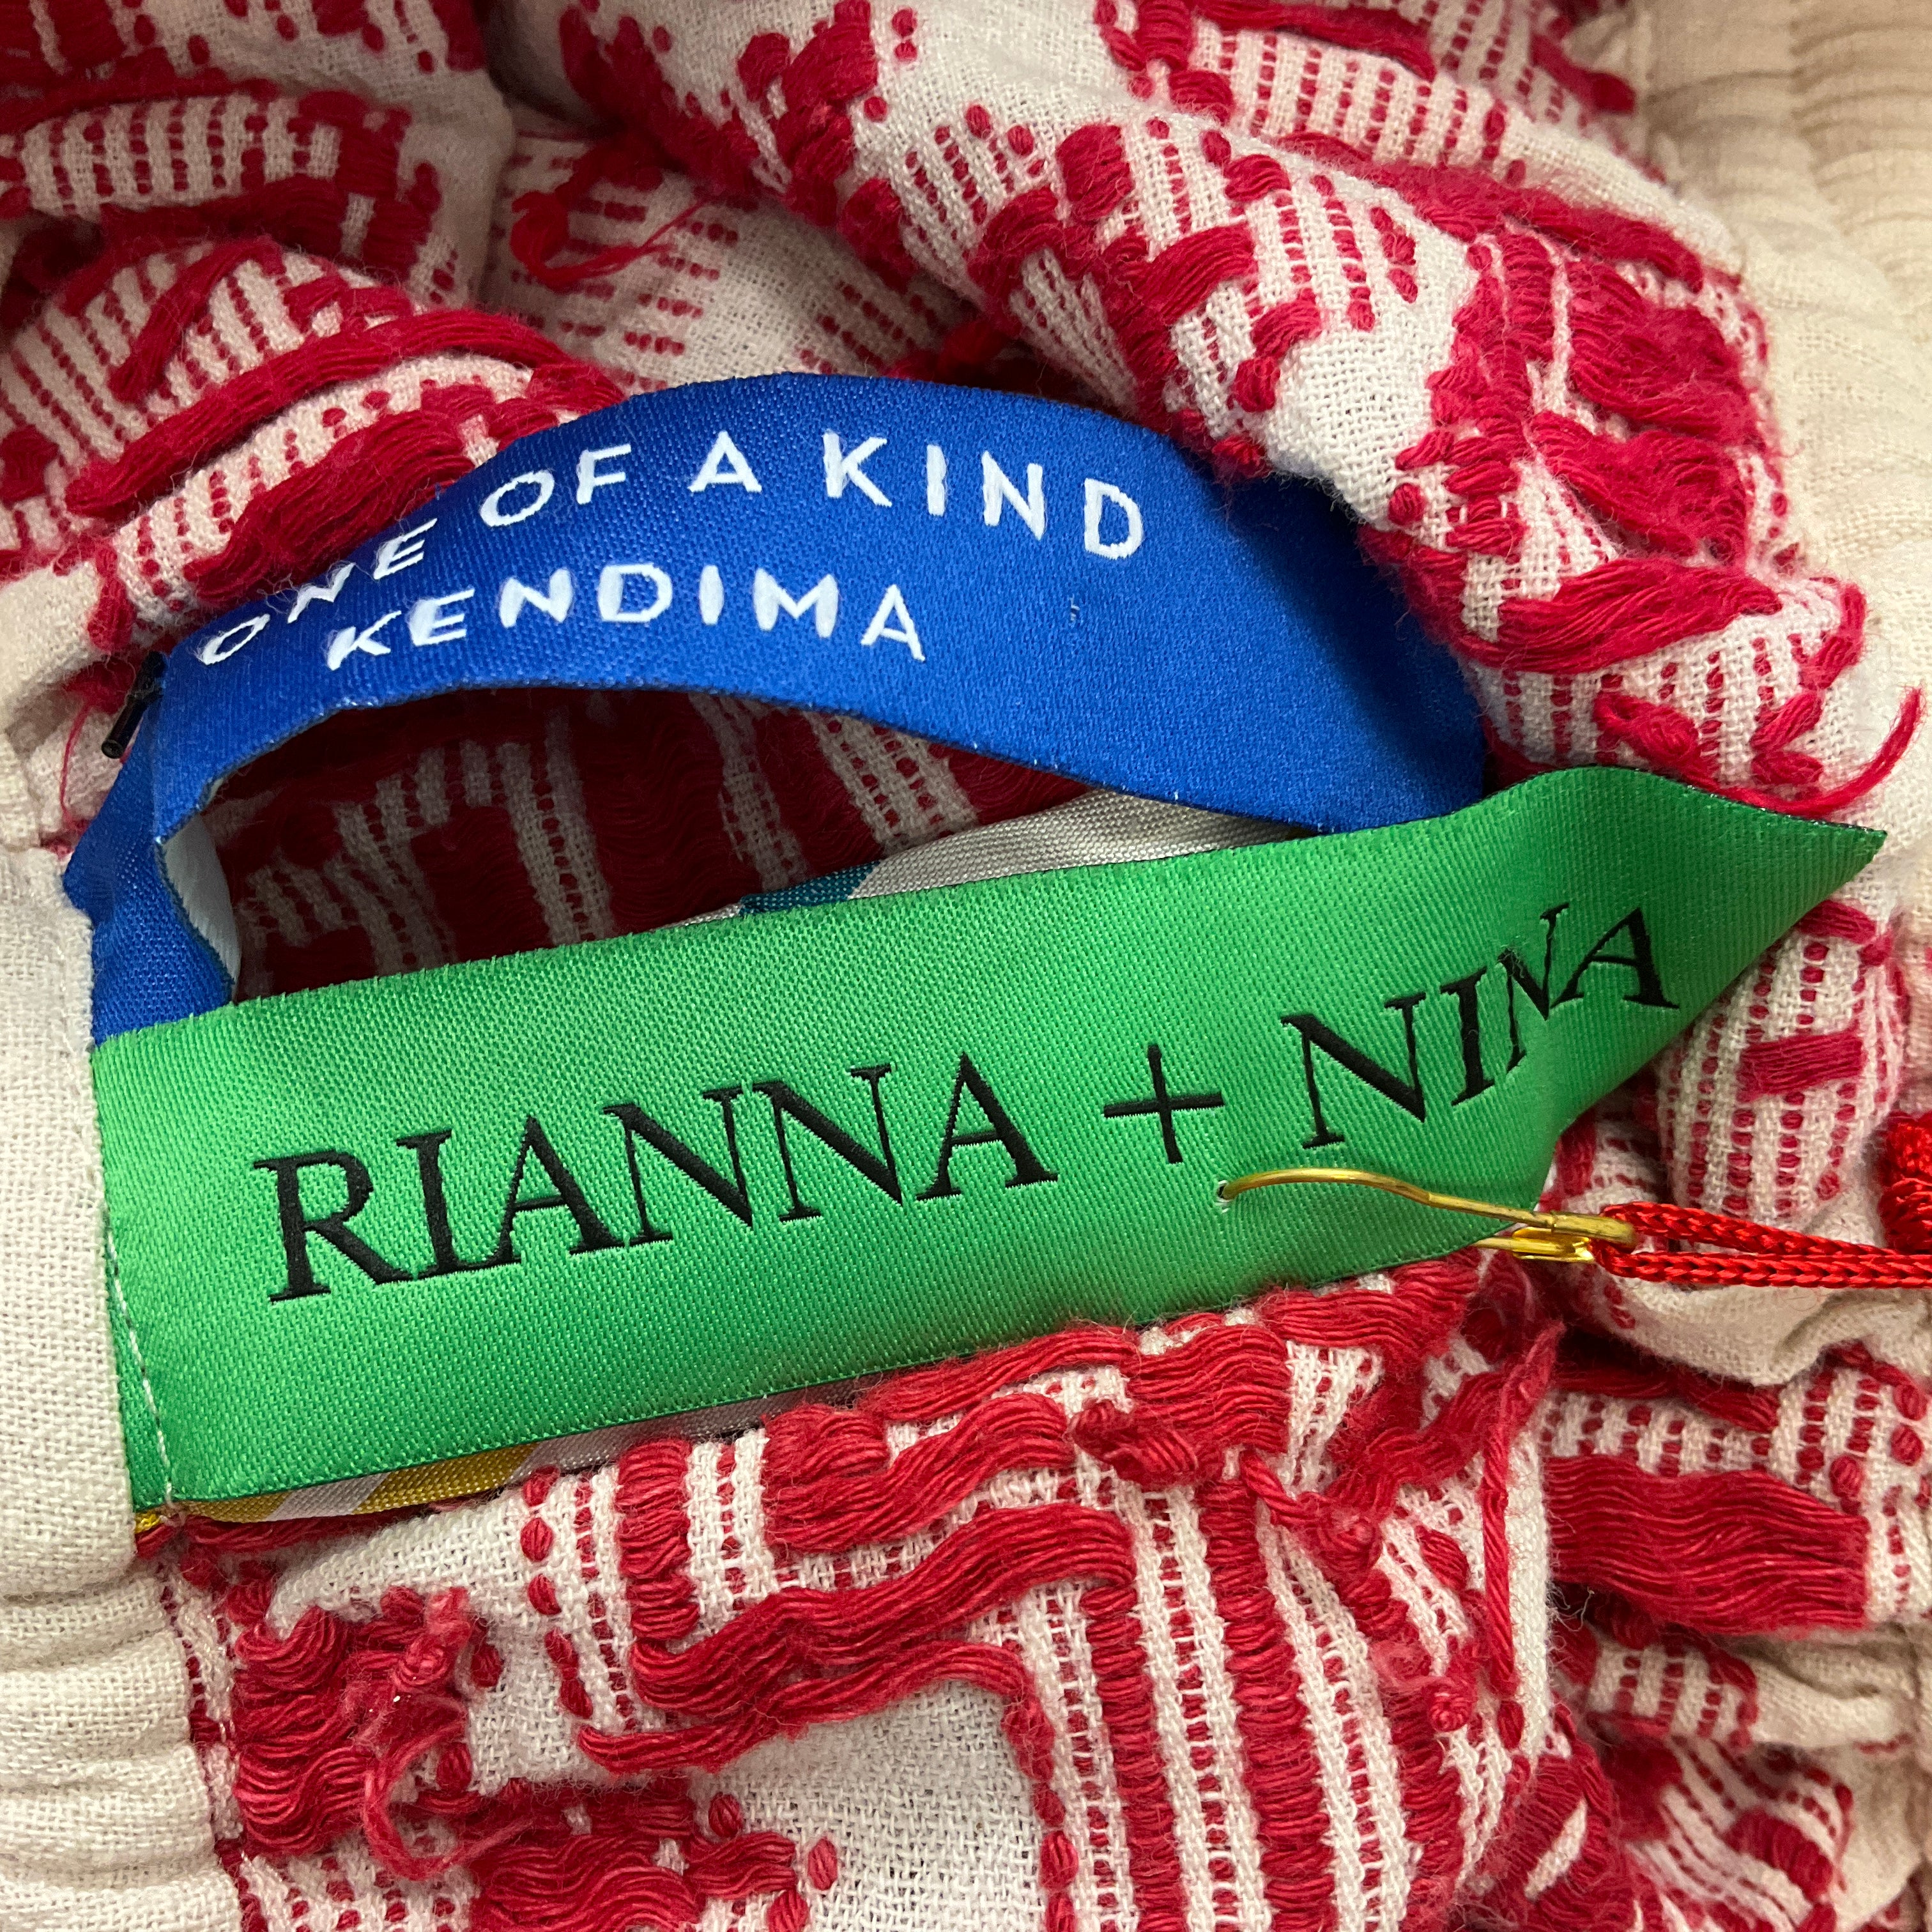 ONE OF A KIND
KENDIMA
RIANNA + NINA